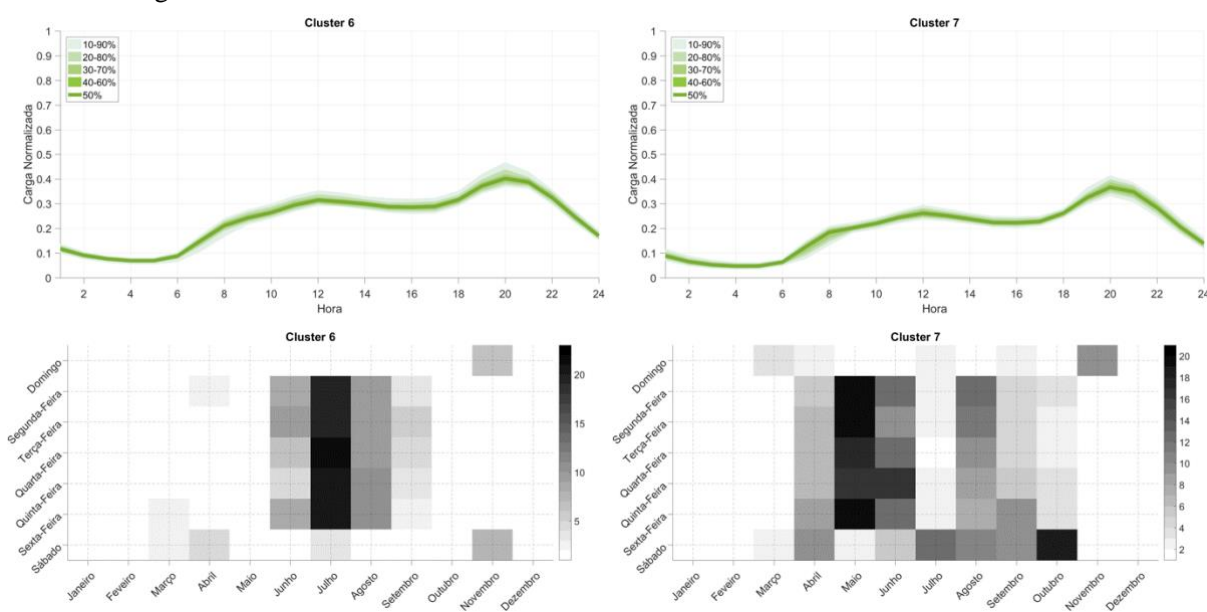 Cluster 6
1
0.9
0.8
0.7
0.6
0.5
0.4
0.3
0.2
0.1
0
Carga Normalizada
10-90%
20-80%
30-70%
40-60%
50%
2 4 6 8 10 12 14 16 18 20 22 24
Hora
Cluster 7
1
0.9
0.8
0.7
0.6
0.5
0.4
0.3
0.2
0.1
0
Carga Normalizada
10-90%
20-80%
30-70%
40-60%
50%
2 4 6 8 10 12 14 16 18 20 22 24
Hora
Cluster 6
Domingo
Segunda-Feira
Terça-Feira
Quarta-Feira
Quinta-Feira
Sexta-Feira
Sábado
Janeiro Feveiro Março Abril Maio Junho Julho Agosto Setembro Outubro Novembro Dezembro
20
15
10
5
Cluster 7
Domingo
Segunda-Feira
Terça-Feira
Quarta-Feira
Quinta-Feira
Sexta-Feira
Sábado
Janeiro Feveiro Março Abril Maio Junho Julho Agosto Setembro Outubro Novembro Dezembro
20
18
16
14
12
10
8
6
4
2